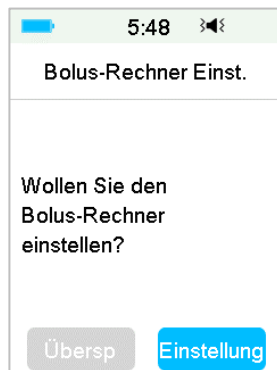 5:48
Bolus-Rechner Einst.
Wollen Sie den
Bolus-Rechner
einstellen?
Übersp Einstellung